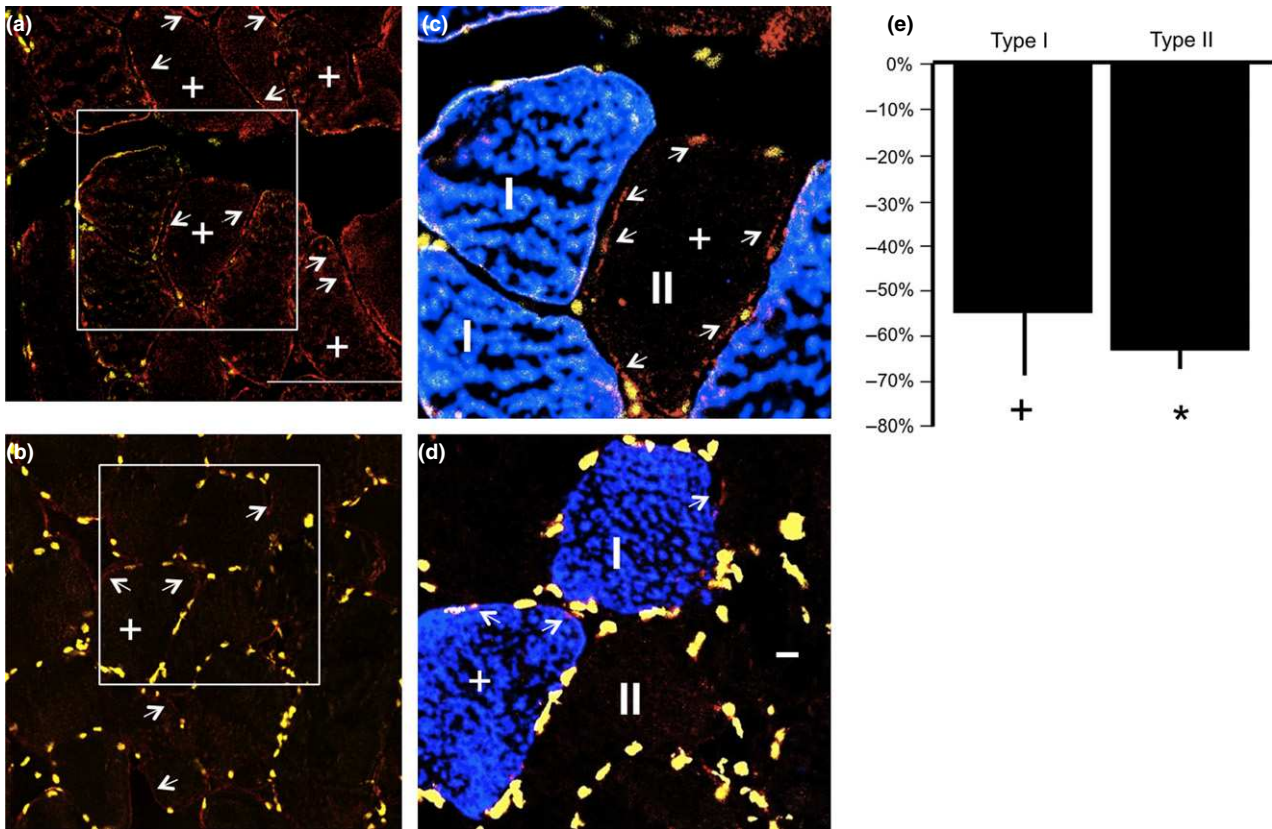 (a)
+
+
+
+
(b)
+
(c)
I
+
II
I
(d)
I
–
+
II
(e)
Type I Type II
0%
–10%
–20%
–30%
–40%
–50%
–60%
–70%
–80%
+ *